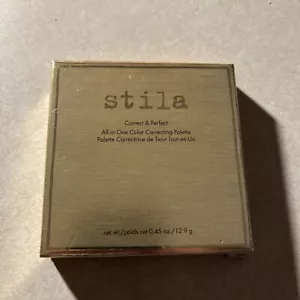 stila
Correct & Perfect
All in One Color Correcting Palette
Palette Correctrice de Teint Tout-en-Un
net wt./poids net 0.45 oz./12.9 g